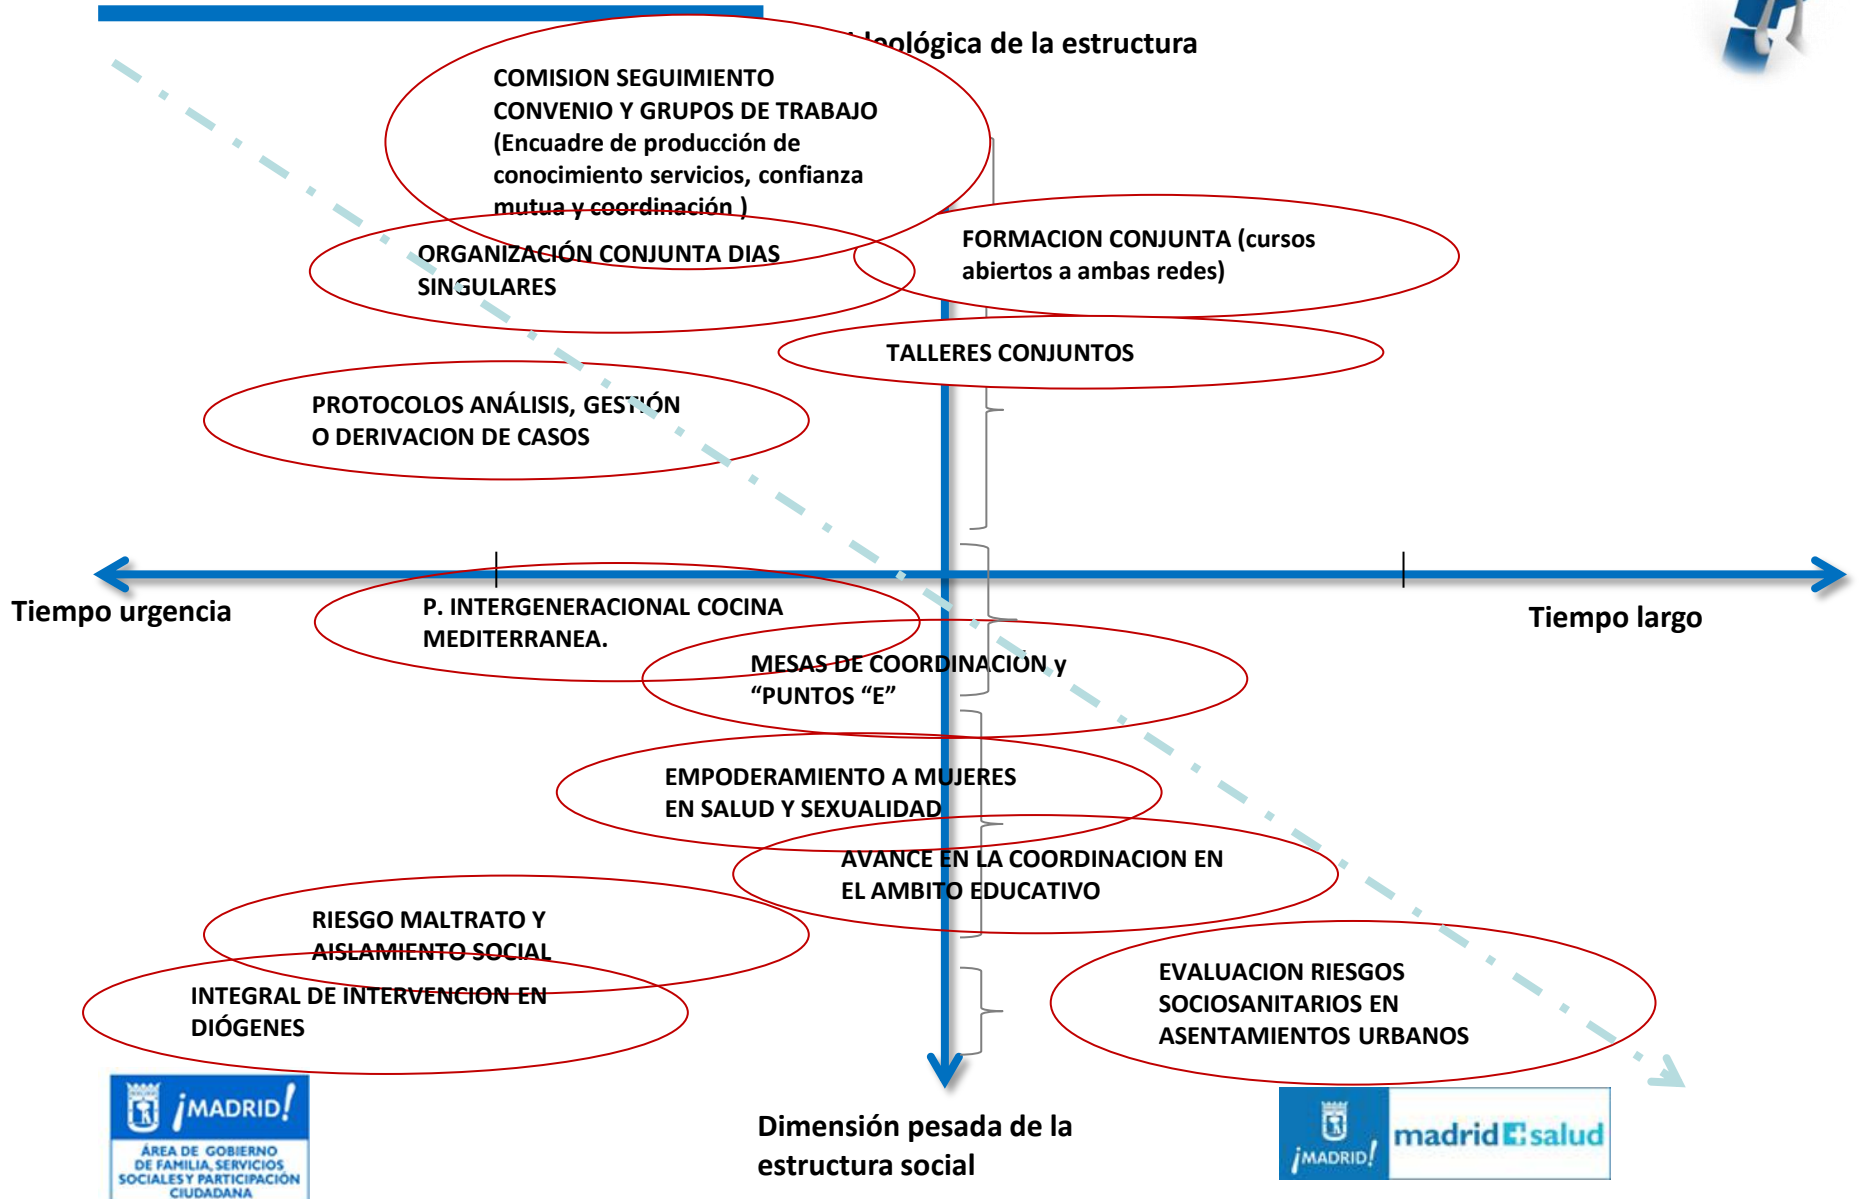 de la estructura
COMISION SEGUIMIENTO
CONVENIO Y GRUPOS DE TRABAJO
(Encuadre de producción de
conocimiento servicios, confianza
mutua y coordinación )
ORGANIZACIÓN CONJUNTA DIAS
SINGULARES
FORMACION CONJUNTA (cursos
abiertos a ambas redes)
TALLERES CONJUNTOS
PROTOCOLOS ANÁLISIS, GESTIÓN
O DERIVACION DE CASOS
Tiempo urgencia
Tiempo largo
P. INTERGENERACIONAL COCINA
MEDITERRANEA.
MESAS DE COORDINACIÓN y
“PUNTOS “E”
EMPODERAMIENTO A MUJERES
EN SALUD Y SEXUALIDAD
AVANCE EN LA COORDINACION EN
EL AMBITO EDUCATIVO
RIESGO MALTRATO Y
AISLAMIENTO SOCIAL
INTEGRAL DE INTERVENCION EN
DIÓGENES
EVALUACION RIESGOS
SOCIOSANITARIOS EN
ASENTAMIENTOS URBANOS
Dimensión pesada de la
estructura social
¡MADRID!
ÁREA DE GOBIERNO
DE FAMILIA, SERVICIOS
SOCIALES Y PARTICIPACIÓN
CIUDADANA
¡MADRID!
madrid salud